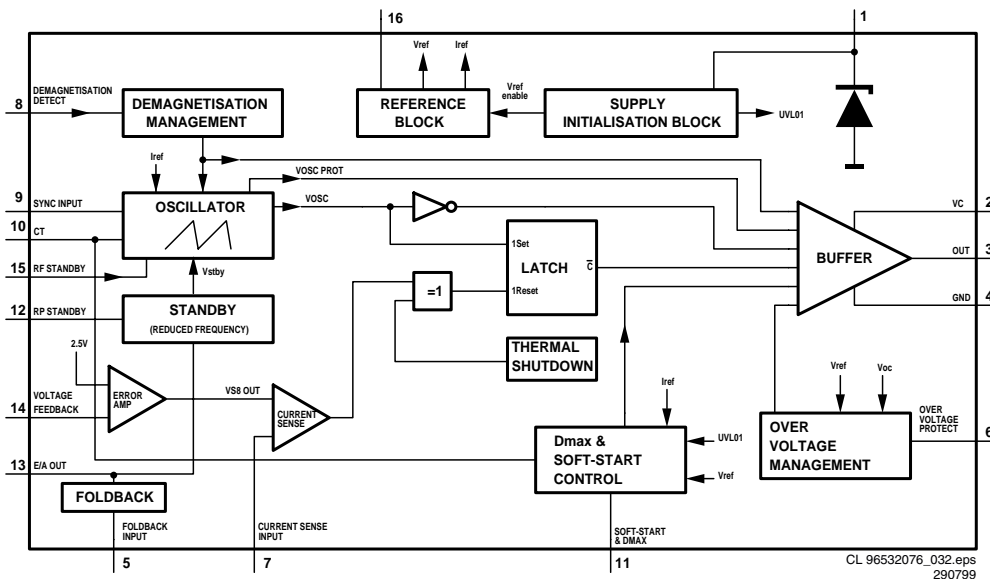 16
1
Vref
Iref
8
DEMAGNETISATION
DETECT
DEMAGNETISATION
MANAGEMENT
REFERENCE
BLOCK
Vref
enable
SUPPLY
INITIALISATION BLOCK
UVL01
Iref
VOSC PROT
9
SYNC INPUT
OSCILLATOR
VOSC
VC
2
10
CT
1Set
LATCH
C
1Reset
BUFFER
OUT
3
15
RF STANDBY
Vstby
=1
GND
4
12
RP STANDBY
STANDBY
(REDUCED FREQUENCY)
THERMAL
SHUTDOWN
2.5V
14
VOLTAGE
FEEDBACK
ERROR
AMP
VS8 OUT
CURRENT
SENSE
Iref
Vref
Voc
Dmax &
SOFT-START
CONTROL
UVL01
Vref
OVER
VOLTAGE
MANAGEMENT
OVER
VOLTAGE
PROTECT
6
13
E/A OUT
FOLDBACK
FOLDBACK
INPUT
5
CURRENT SENSE
INPUT
7
SOFT-START
& DMAX
11
CL 96532076_032.eps
290799